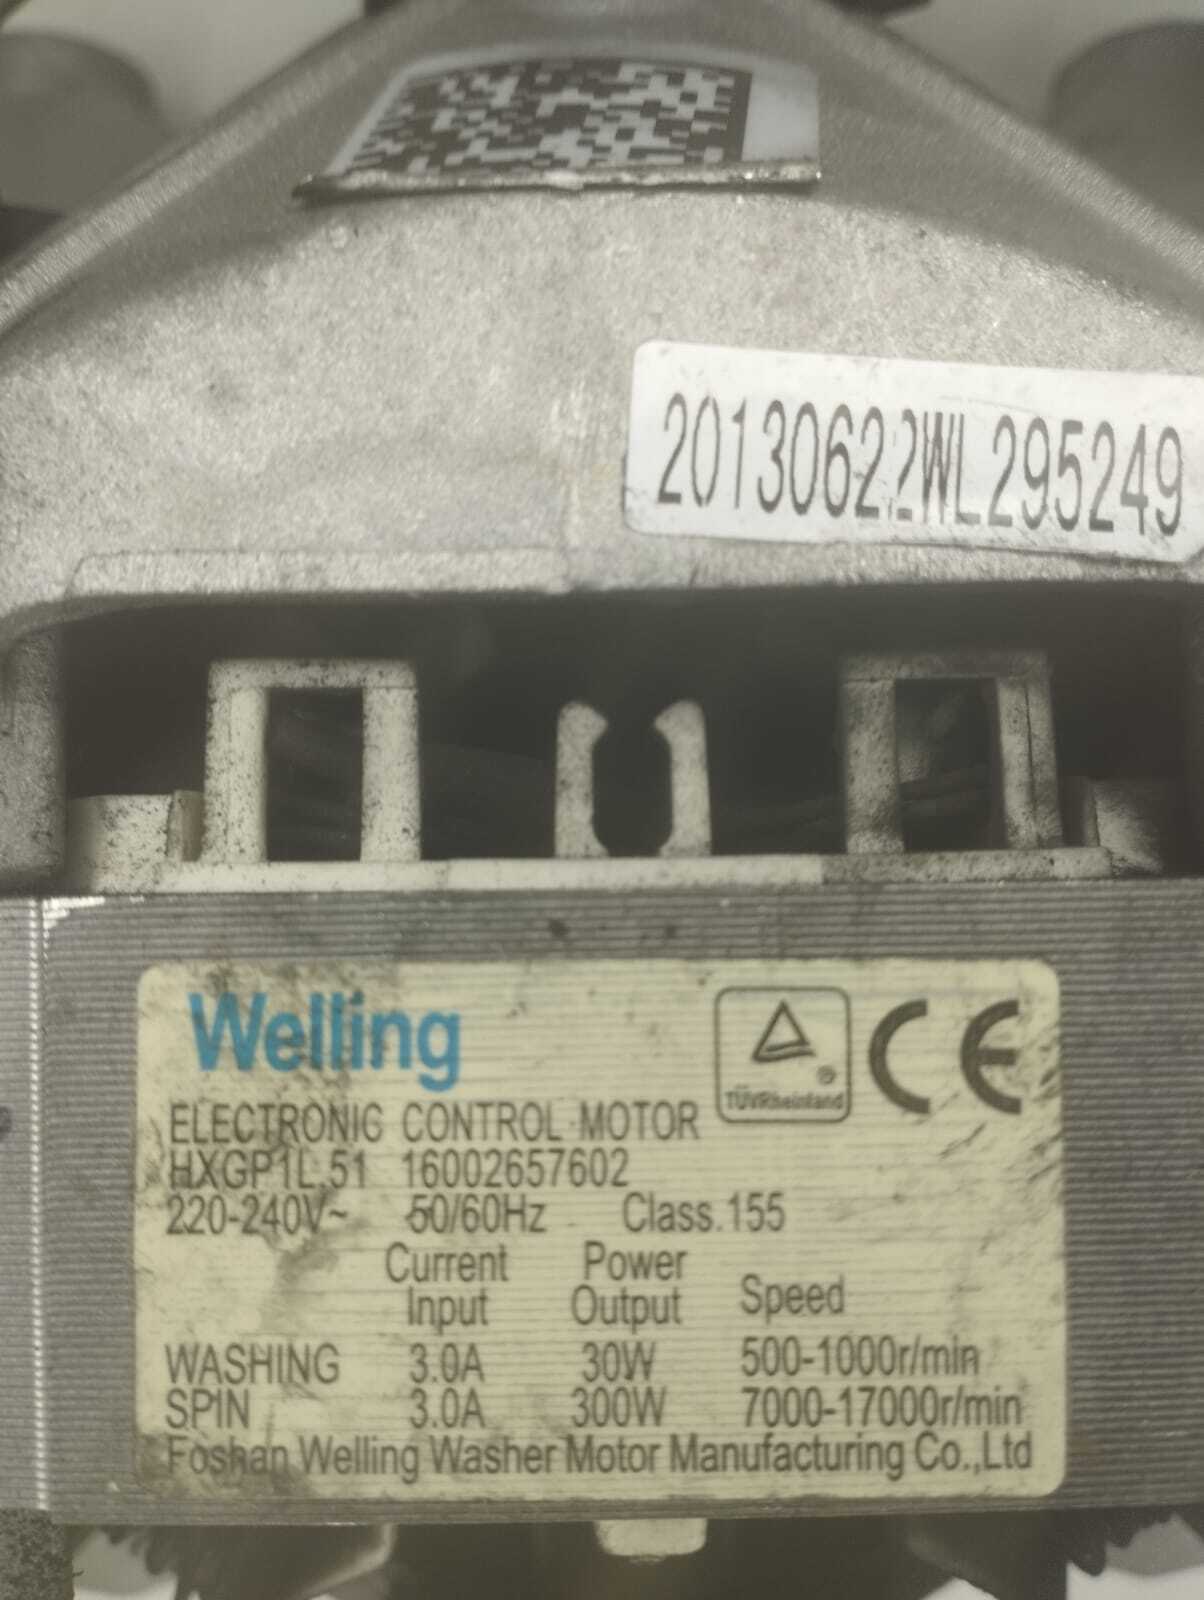 20130622WL295249
Welling
TÜVRheinland
CE
ELECTRONIC CONTROL MOTOR
HXGP1L.51 16002657602
220-240V~ 50/60Hz Class.155
Current Power
Input Output Speed
WASHING 3.0A 30W 500-1000r/min
SPIN 3.0A 300W 7000-17000r/min
Foshan Welling Washer Motor Manufacturing Co.,Ltd